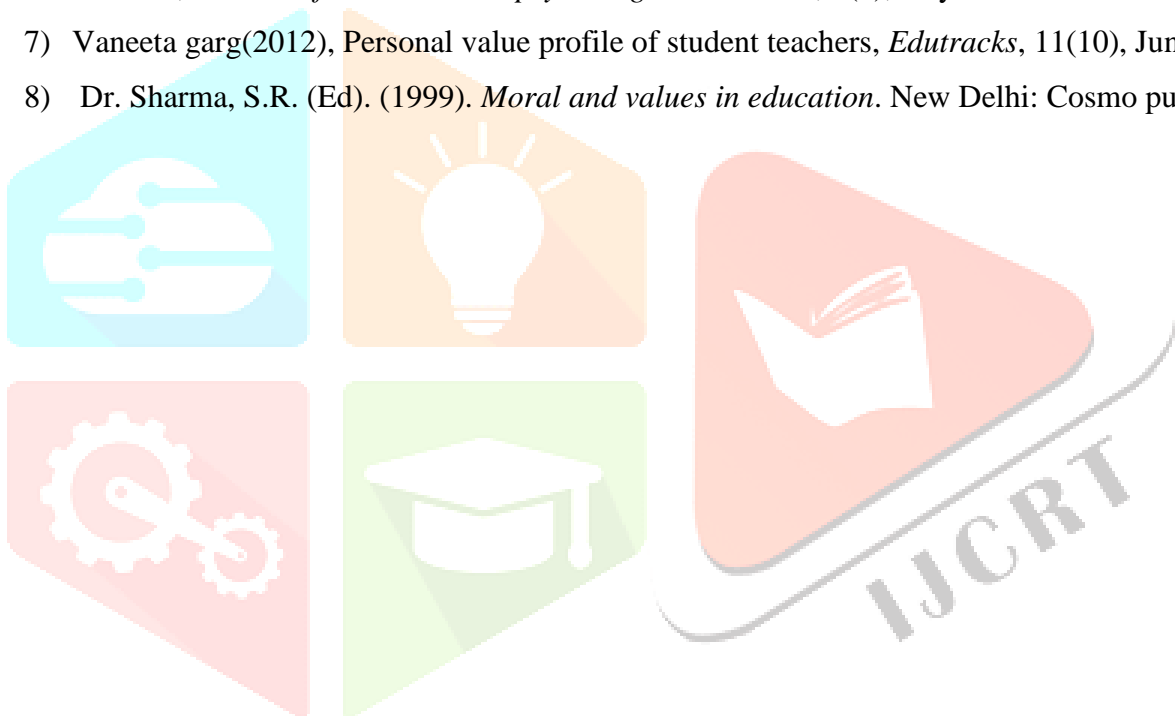 7) Vaneeta garg(2012), Personal value profile of student teachers, Edutracks, 11(10), Jun
8) Dr. Sharma, S.R. (Ed). (1999). Moral and values in education. New Delhi: Cosmo pu
IJCRT